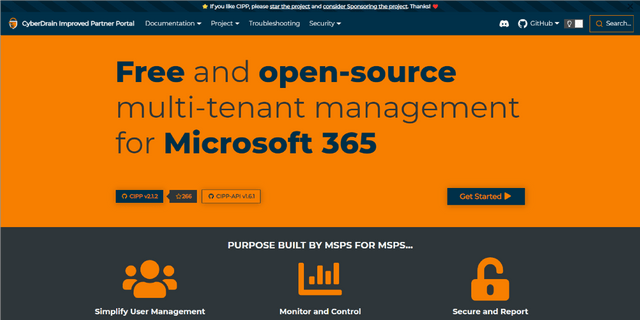 ⭐ If you like CIPP, please star the project and consider Sponsoring the project. Thanks! ❤️
CyberDrain Improved Partner Portal Documentation Project Troubleshooting Security GitHub Search...
Free and open-source
multi-tenant management
for Microsoft 365
CIPP v2.1.2 266 CIPP-API v1.6.1 Get Started
PURPOSE BUILT BY MSPS FOR MSPS...
Simplify User Management Monitor and Control Secure and Report